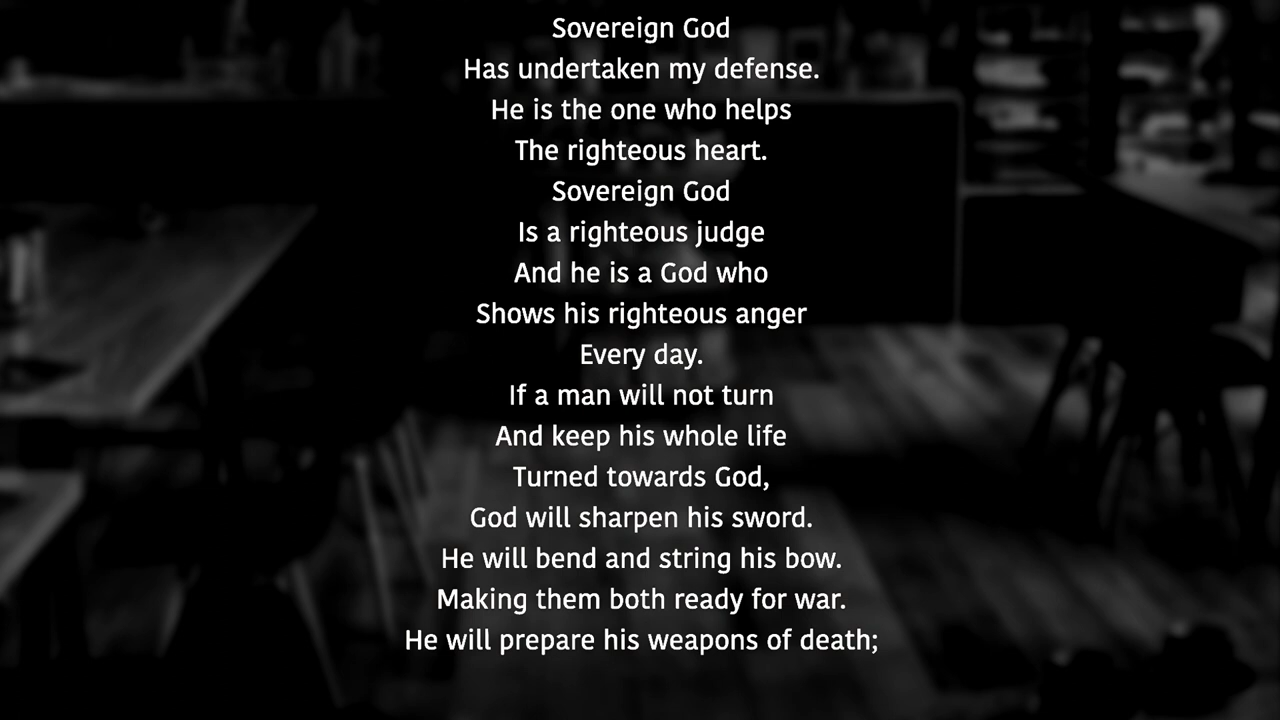 Sovereign God
Has undertaken my defense.
He is the one who helps
The righteous heart.
Sovereign God
Is a righteous judge
And he is a God who
Shows his righteous anger
Every day.
If a man will not turn
And keep his whole life
Turned towards God,
God will sharpen his sword.
He will bend and string his bow.
Making them both ready for war.
He will prepare his weapons of death;